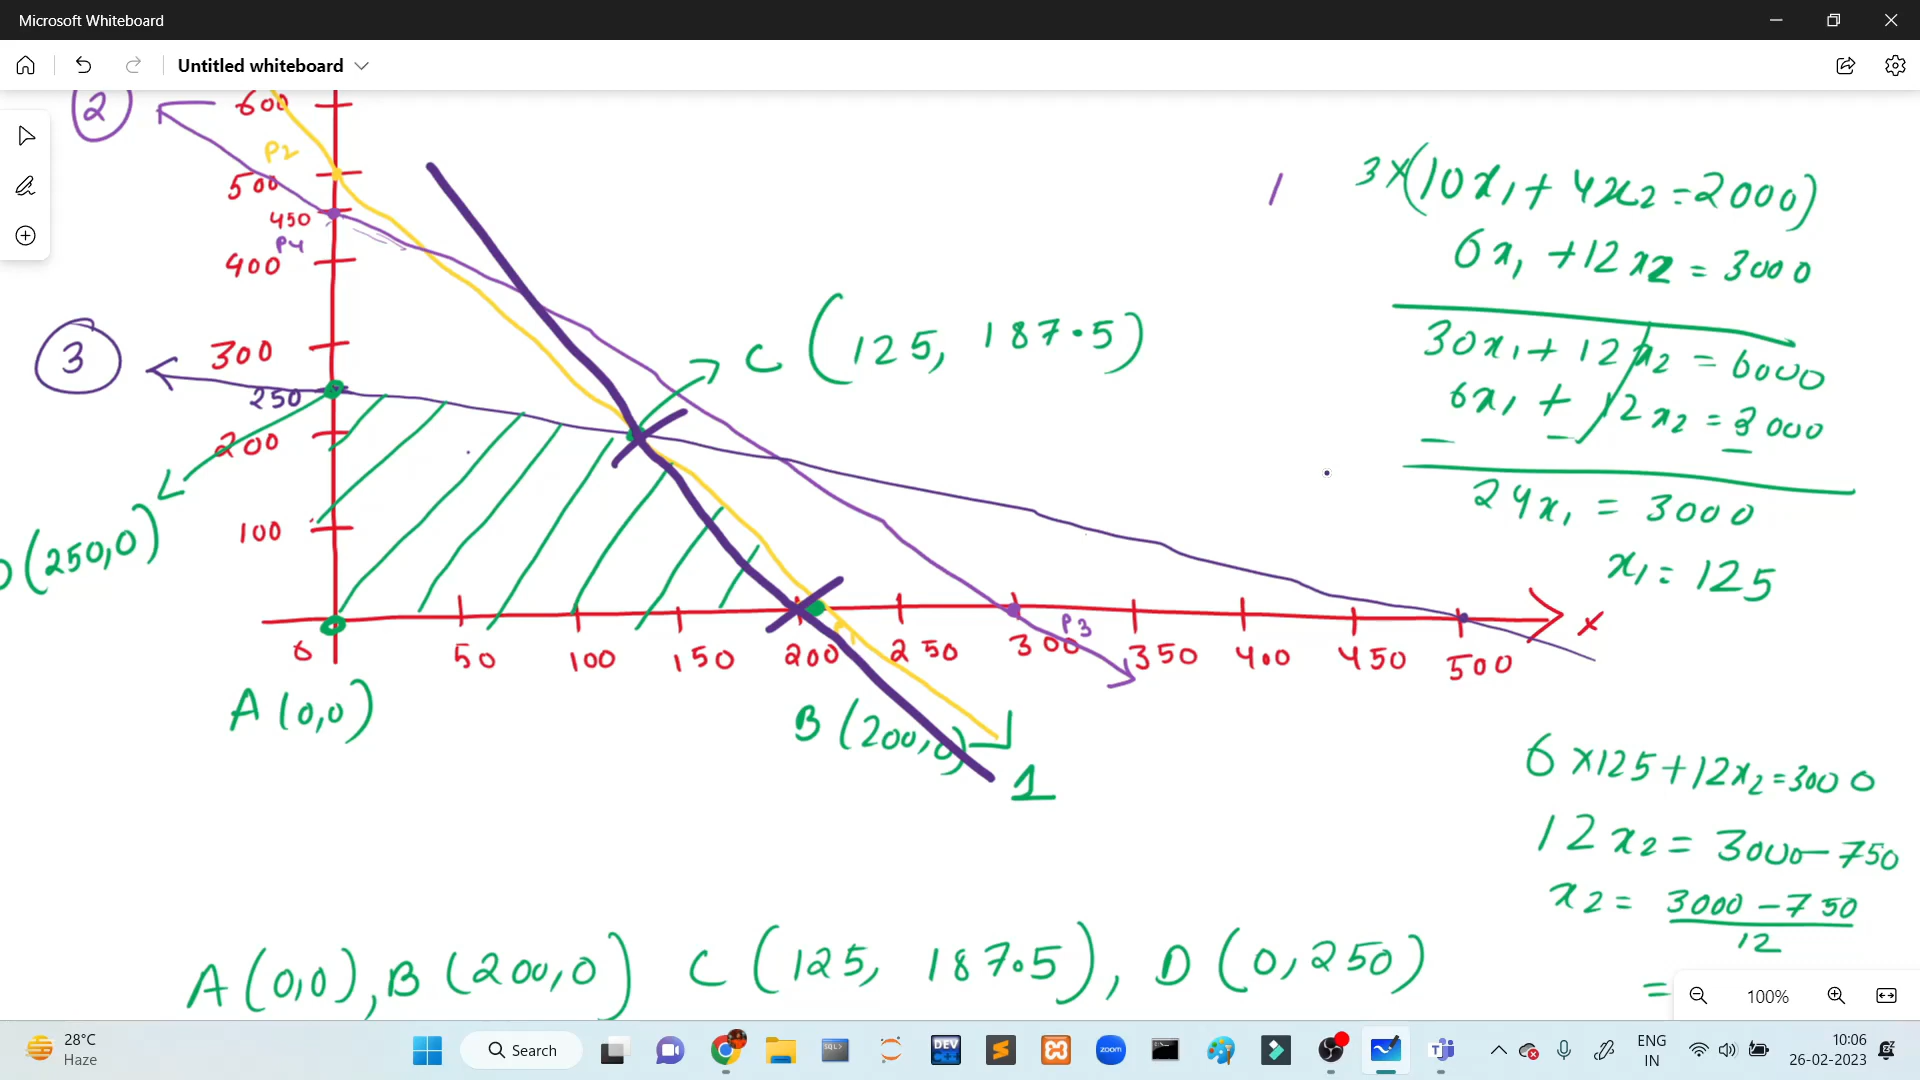 Microsoft Whiteboard
Untitled whiteboard
2
600
P2
500
450
P4
400
3
300
250
200
100
D (250,0)
C (125, 187.5)
0
50
100
150
200
250
300
P3
350
400
450
500
x
A (0,0)
B (200,0)
1
3×(10x1 + 4x2 = 2000)
6x1 + 12x2 = 3000
30x1 + 12x2 = 6000
6x1 + 12x2 = 3000
24x1 = 3000
x1 = 125
6×125+12x2=3000
12x2 = 3000-750
x2 = 3000-750
12
=
A(0,0), B(200,0) C(125, 187.5), D(0,250)
100%
28°C
Haze
Search
SQL>
DEV
C++
zoom
ENG
IN
10:06
26-02-2023